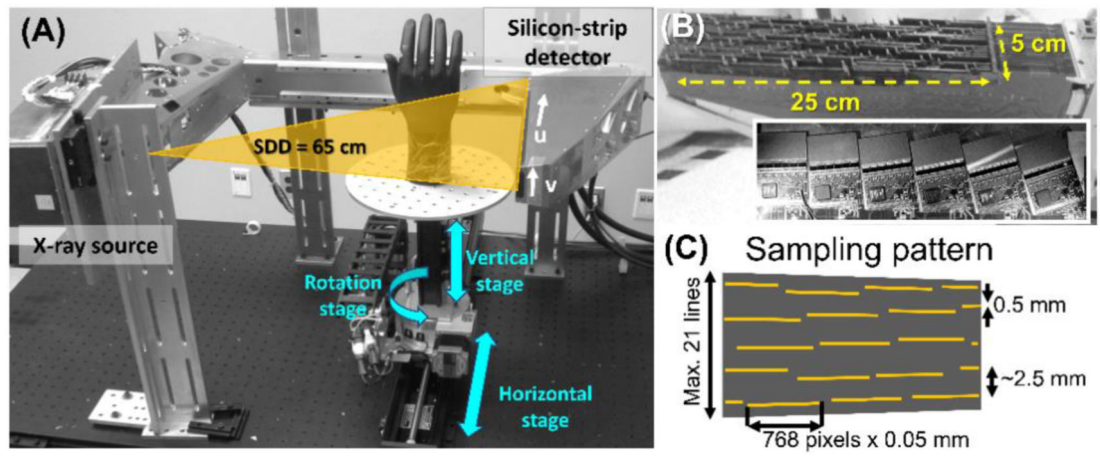 (A)
Silicon-strip
detector
SDD = 65 cm
u
v
X-ray source
Rotation
stage
Vertical
stage
Horizontal
stage
(B)
5 cm
25 cm
(C) Sampling pattern
Max. 21 lines
0.5 mm
~2.5 mm
768 pixels x 0.05 mm